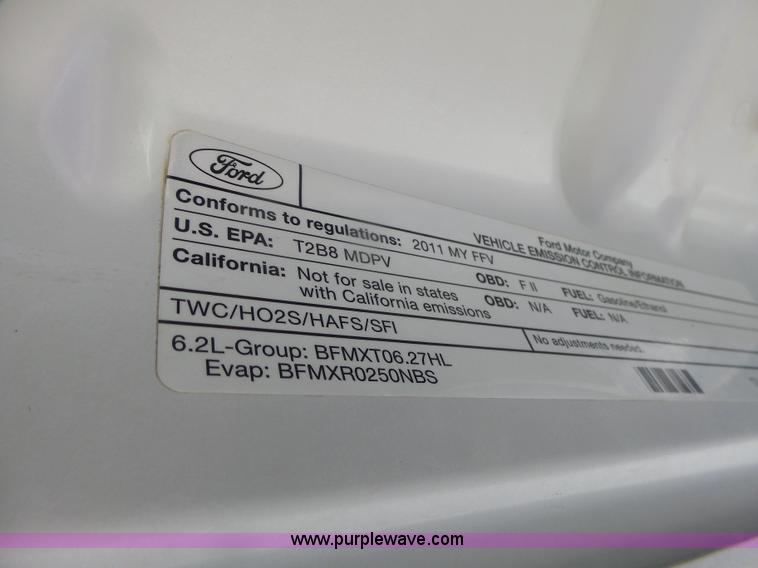 Ford
Ford Motor Company
VEHICLE EMISSION CONTROL INFORMATION
Conforms to regulations: 2011 MY FFV
U.S. EPA: T2B8 MDPV OBD: F II FUEL: Gasoline/Ethanol
California: Not for sale in states with California emissions OBD: N/A FUEL: N/A
TWC/HO2S/HAFS/SFI
No adjustments needed.
6.2L-Group: BFMXT06.27HL
Evap: BFMXR0250NBS
www.purplewave.com